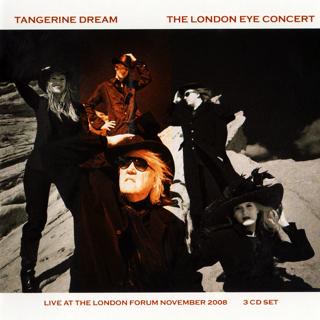 TANGERINE DREAM THE LONDON EYE CONCERT
LIVE AT THE LONDON FORUM NOVEMBER 2008 3 CD SET